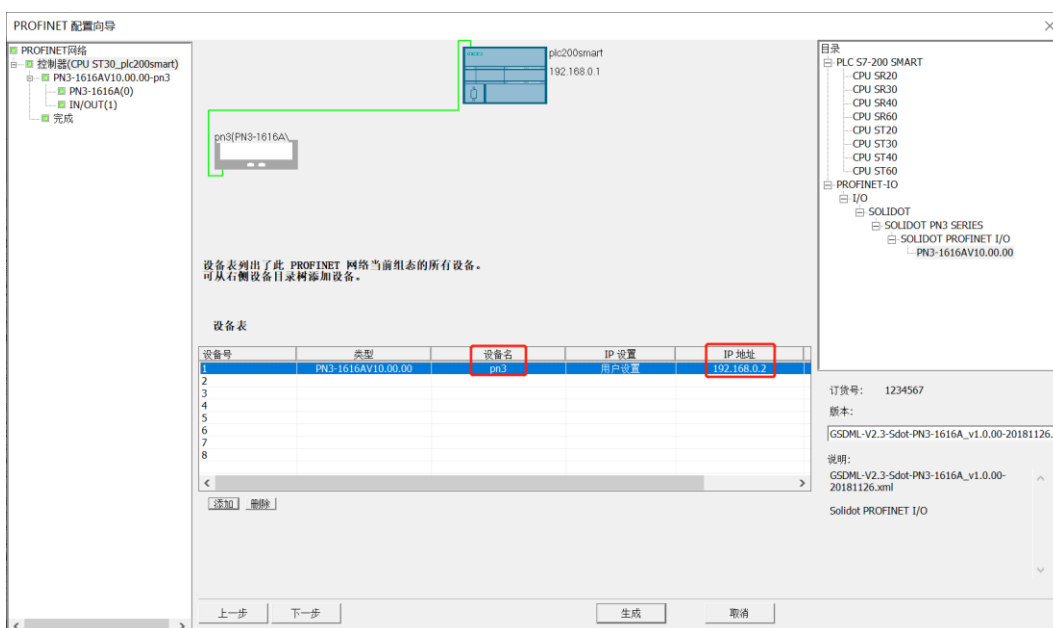 PROFINET 配置向导
PROFINET网络
控制器(CPU ST30_plc200smart)
PN3-1616AV10.00.00-pn3
PN3-1616A(0)
IN/OUT(1)
完成
plc200smart
192.168.0.1
pn3(PN3-1616A\
设备表列出了此 PROFINET 网络当前组态的所有设备。
可从右侧设备目录树添加设备。
设备表
设备号 类型 设备名 IP 设置 IP 地址
1 PN3-1616AV10.00.00 pn3 用户设置 192.168.0.2
2
3
4
5
6
7
8
添加 删除
上一步 下一步 生成 取消
目录
PLC S7-200 SMART
CPU SR20
CPU SR30
CPU SR40
CPU SR60
CPU ST20
CPU ST30
CPU ST40
CPU ST60
PROFINET-IO
I/O
SOLIDOT
SOLIDOT PN3 SERIES
SOLIDOT PROFINET I/O
PN3-1616AV10.00.00
订货号: 1234567
版本:
GSDML-V2.3-Sdot-PN3-1616A_v1.0.00-20181126.
说明:
GSDML-V2.3-Sdot-PN3-1616A_v1.0.00-
20181126.xml
Solidot PROFINET I/O